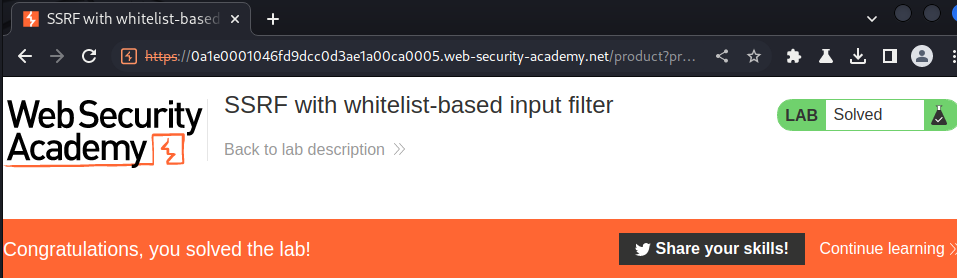 SSRF with whitelist-based
https://0a1e0001046fd9dcc0d3ae1a00ca0005.web-security-academy.net/product?pr...
Web Security
Academy
SSRF with whitelist-based input filter
Back to lab description
LAB Solved
Congratulations, you solved the lab!
Share your skills!
Continue learning